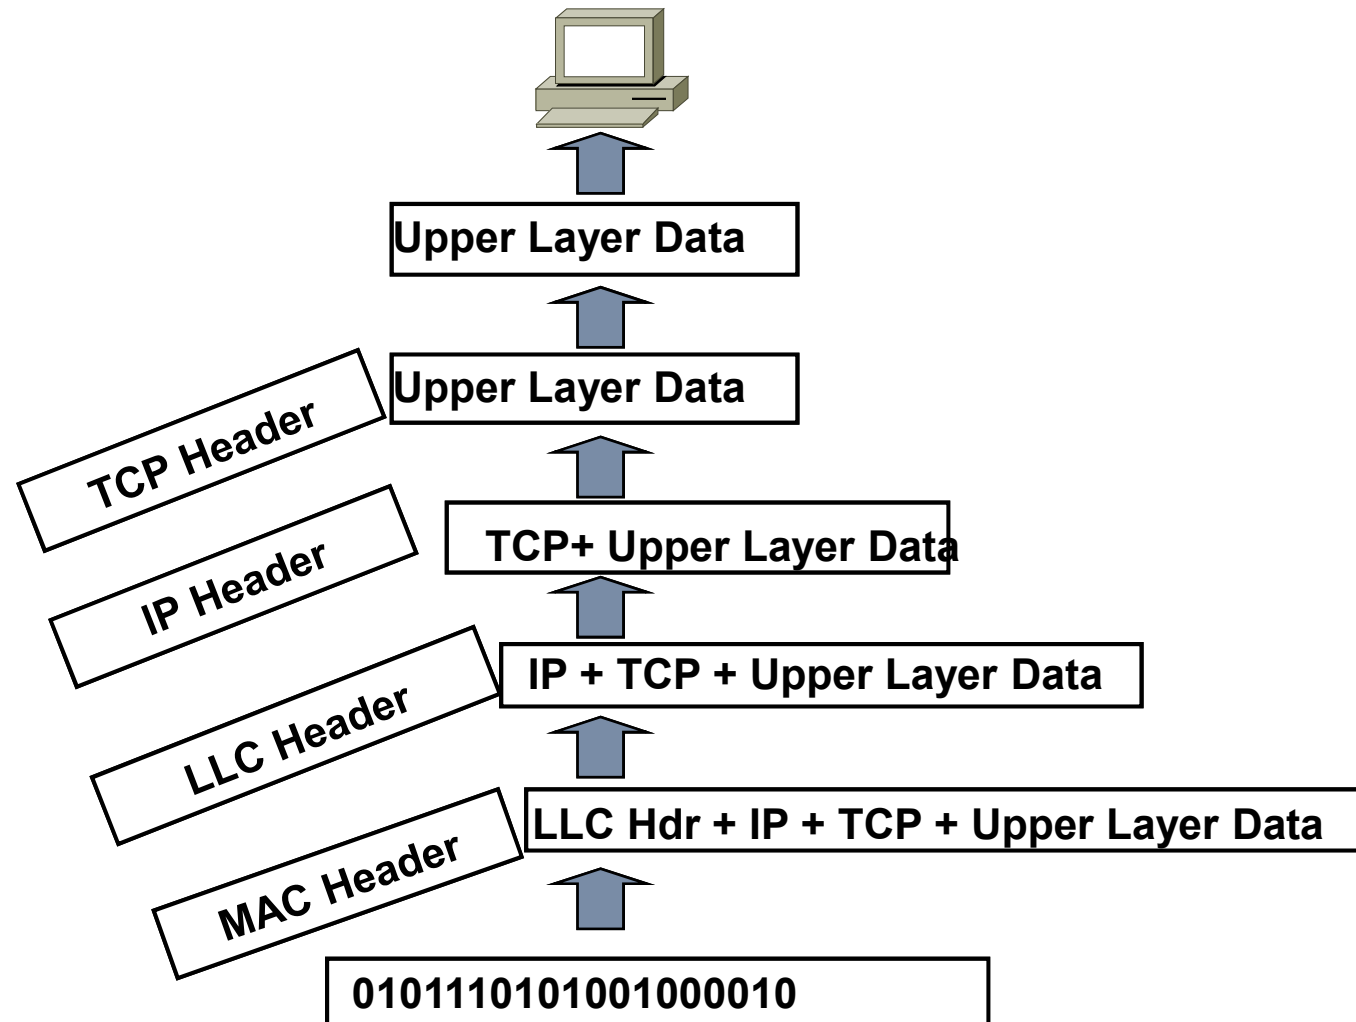 Upper Layer Data
Upper Layer Data
TCP Header
TCP+ Upper Layer Data
IP Header
IP + TCP + Upper Layer Data
LLC Header
LLC Hdr + IP + TCP + Upper Layer Data
MAC Header
0101110101001000010